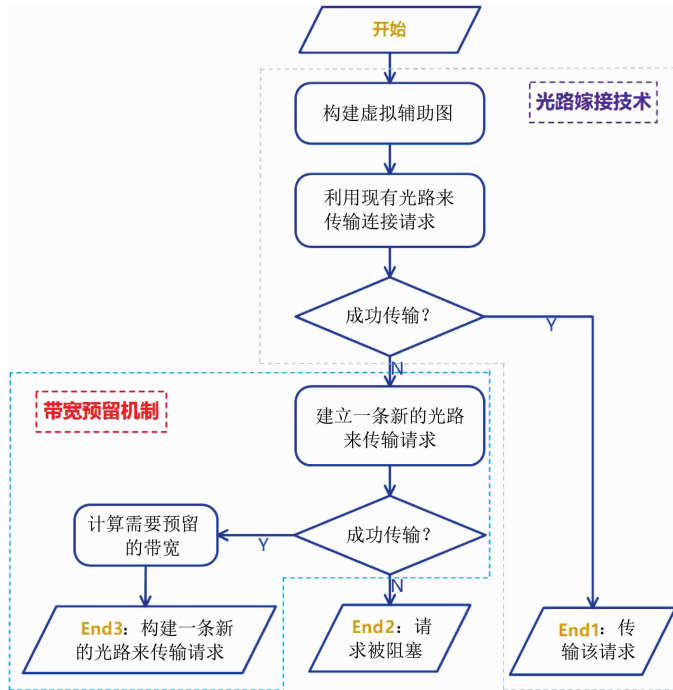 开始
光路嫁接技术
构建虚拟辅助图
利用现有光路来
传输连接请求
成功传输?
Y
N
带宽预留机制
建立一条新的光路
来传输请求
计算需要预留
的带宽
Y
成功传输?
N
End3：构建一条新
的光路来传输请求
End2：请
求被阻塞
End1：传
输该请求